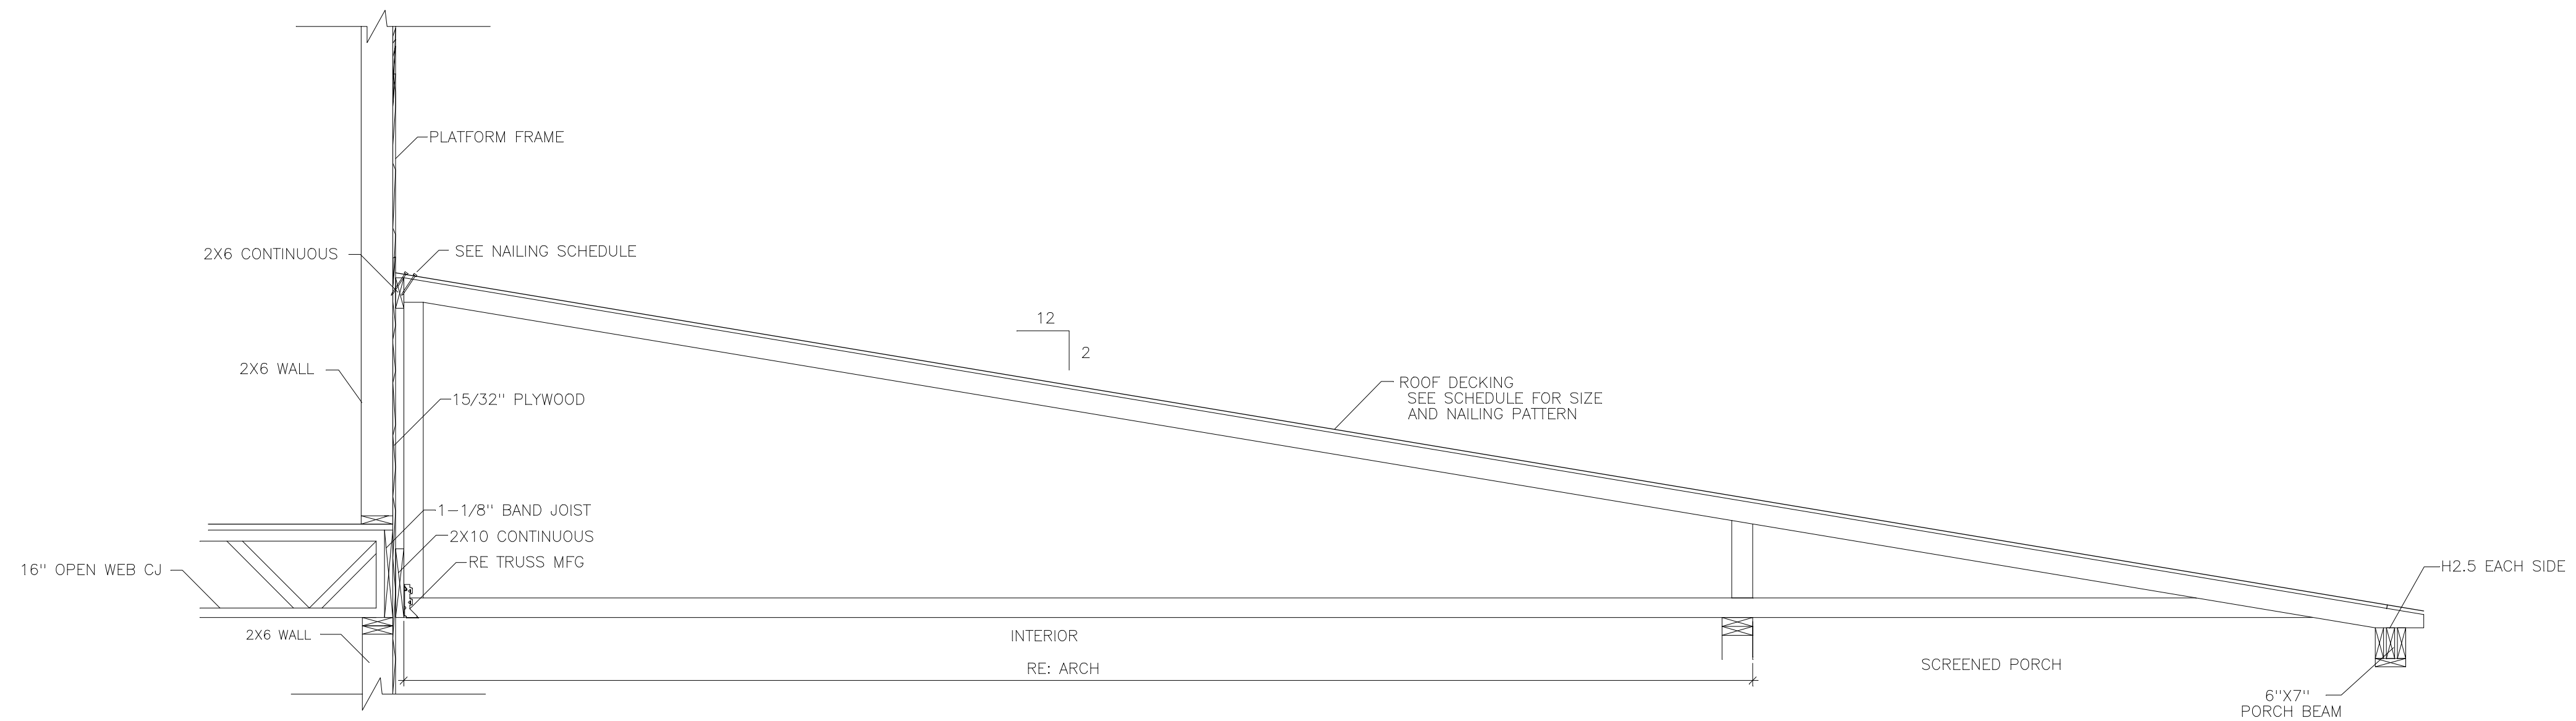 PLATFORM FRAME
2X6 CONTINUOUS
SEE NAILING SCHEDULE
12
2
2X6 WALL
ROOF DECKING
SEE SCHEDULE FOR SIZE
AND NAILING PATTERN
15/32" PLYWOOD
1-1/8" BAND JOIST
2X10 CONTINUOUS
RE TRUSS MFG
16" OPEN WEB CJ
H2.5 EACH SIDE
2X6 WALL
INTERIOR
RE: ARCH
SCREENED PORCH
6"X7"
PORCH BEAM